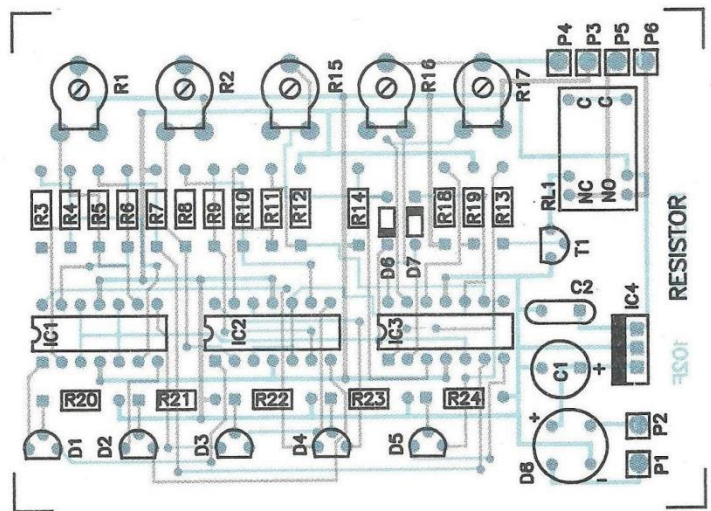 P4
P3
P5
P6
R1
R2
R15
R16
R17
C
C
NC
NO
RL1
R3
R4
R5
R6
R7
R8
R9
R10
R11
R12
R14
R18
R19
R13
D6
D7
T1
RESISTOR
C2
IC4
IC1
IC2
IC3
102F
C1
+
R20
R21
R22
R23
R24
D1
D2
D3
D4
D5
+
D8
-
P2
P1